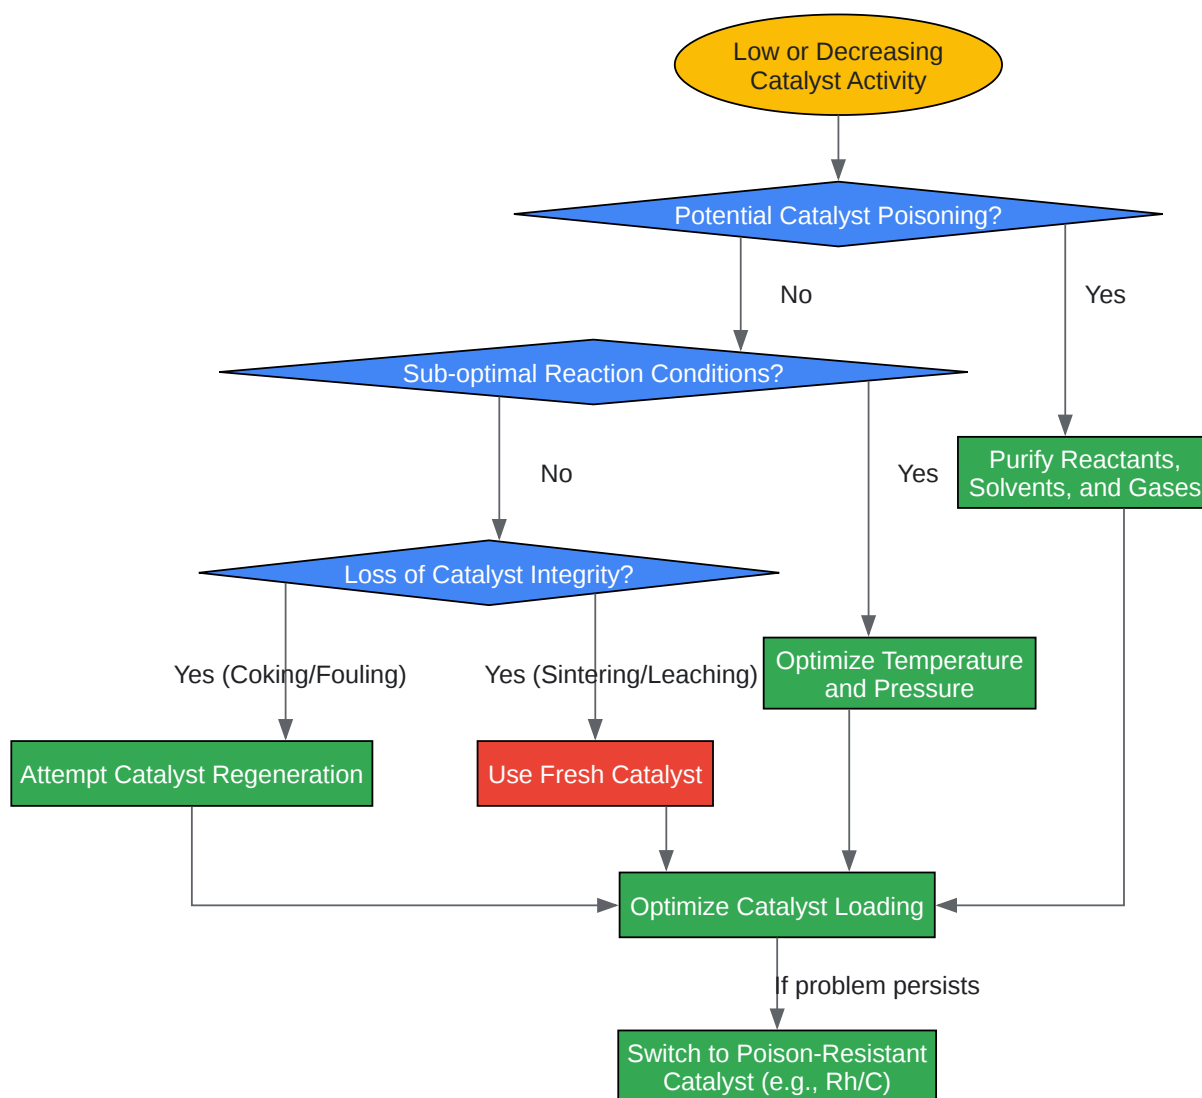 Low or Decreasing
Catalyst Activity
Potential Catalyst Poisoning?
No
Yes
Sub-optimal Reaction Conditions?
No
Yes
Purify Reactants,
Solvents, and Gases
Loss of Catalyst Integrity?
Yes (Coking/Fouling)
Yes (Sintering/Leaching)
Optimize Temperature
and Pressure
Attempt Catalyst Regeneration
Use Fresh Catalyst
Optimize Catalyst Loading
If problem persists
Switch to Poison-Resistant
Catalyst (e.g., Rh/C)